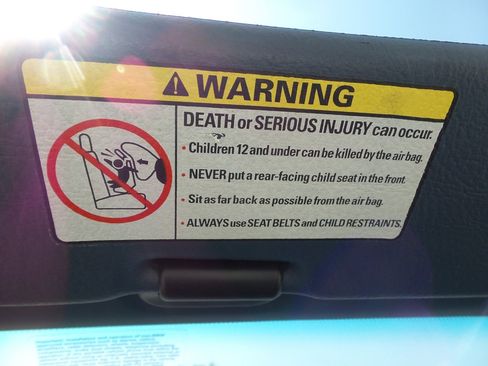 WARNING
DEATH or SERIOUS INJURY can occur.
• Children 12 and under can be killed by the air bag.
• NEVER put a rear-facing child seat in the front.
• Sit as far back as possible from the air bag.
• ALWAYS use SEAT BELTS and CHILD RESTRAINTS.